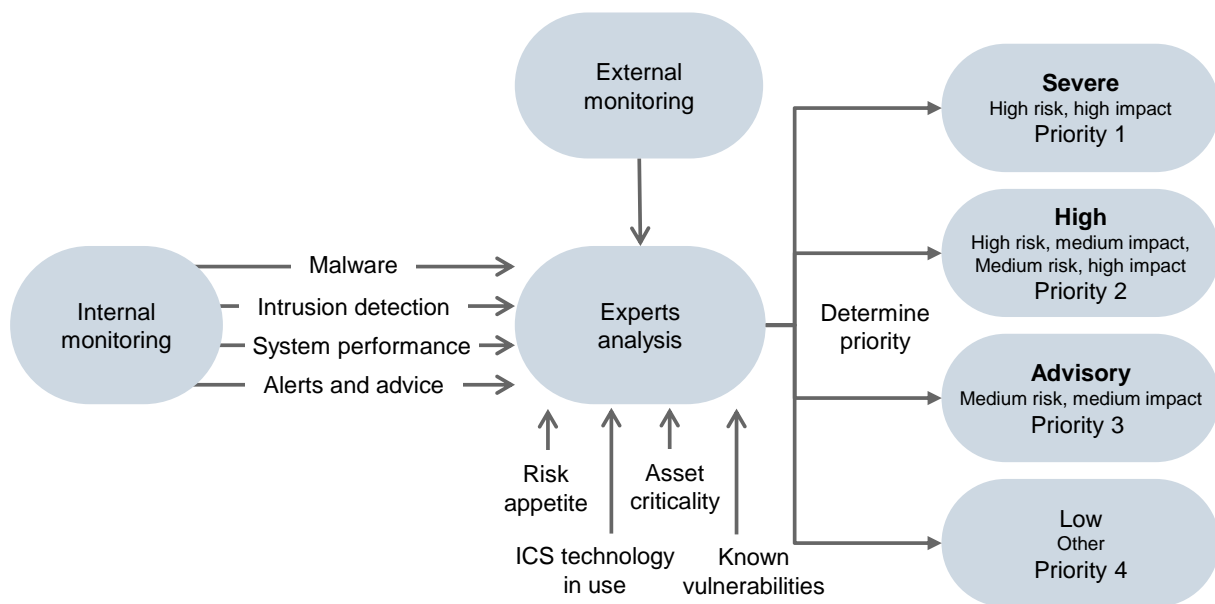 External
monitoring
Internal
monitoring
Malware
Intrusion detection
System performance
Alerts and advice
Experts
analysis
Risk
appetite
ICS technology
in use
Asset
criticality
Known
vulnerabilities
Determine
priority
Severe
High risk, high impact
Priority 1
High
High risk, medium impact,
Medium risk, high impact
Priority 2
Advisory
Medium risk, medium impact
Priority 3
Low
Other
Priority 4